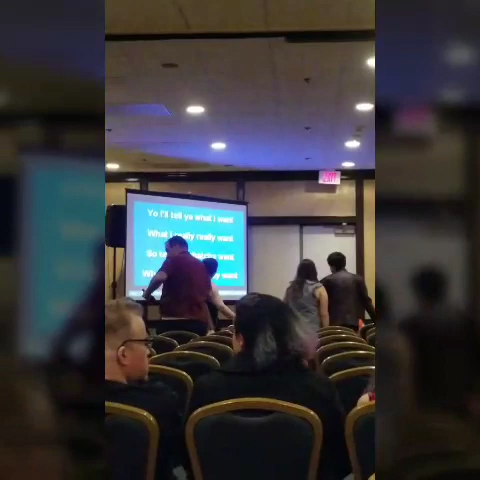 Yo I'll tell ya what I want
What i really really want
So want
want
EXIT